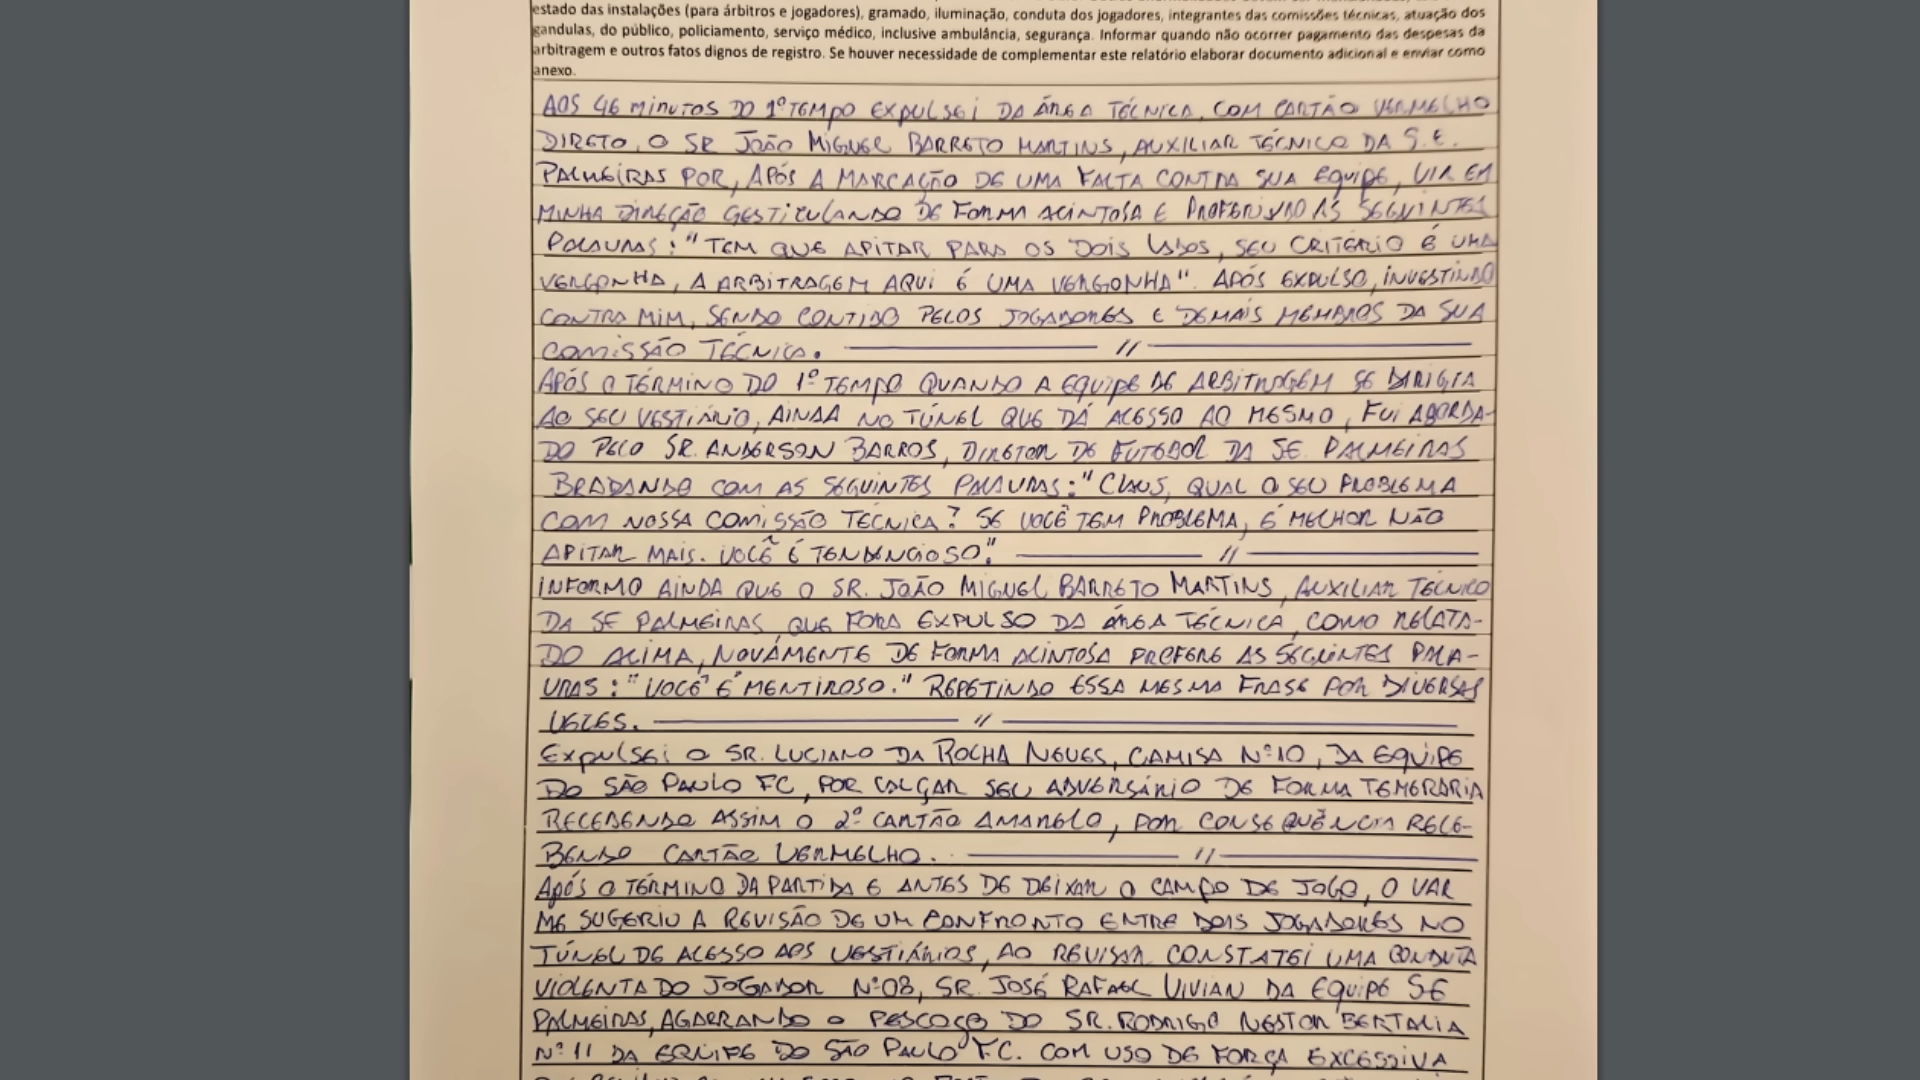 estado das instalações (para árbitros e jogadores), gramado, iluminação, conduta dos jogadores, integrantes das comissões técnicas, atuação dos
gandulas, do público, policiamento, serviço médico, inclusive ambulância, segurança. Informar quando não ocorrer pagamento das despesas da
arbitragem e outros fatos dignos de registro. Se houver necessidade de complementar este relatório elaborar documento adicional e enviar como
anexo.
AOS 46 minutos DO 1º TEMPO EXPULSEI DA ÁREA TÉCNICA, COM CARTÃO VERMELHO
DIRETO, O SR JOÃO MIGUEL BARRETO MARTINS, AUXILIAR TÉCNICO DA S.E.
PALMEIRAS POR, APÓS A MARCAÇÃO DE UMA FALTA CONTRA SUA EQUIPE, VIR EM
MINHA DIREÇÃO GESTICULANDO DE FORMA ACINTOSA E PROFERINDO AS SEGUINTES
PALAVRAS: "TEM QUE APITAR PARA OS DOIS LADOS, SEU CRITÉRIO É UMA
VERGONHA, A ARBITRAGEM AQUI É UMA VERGONHA". APÓS EXPULSO, INVESTINDO
CONTRA MIM, SENDO CONTIDO PELOS JOGADORES E DEMAIS MEMBROS DA SUA
COMISSÃO TÉCNICA. //
APÓS O TÉRMINO DO 1º TEMPO QUANDO A EQUIPE DE ARBITRAGEM SE DIRIGIA
AO SEU VESTIÁRIO, AINDA NO TÚNEL QUE DÁ ACESSO AO MESMO, FUI ABORDA-
DO PELO SR. ANDERSON BARROS, DIRETOR DE FUTEBOL DA SE PALMEIRAS
BRADANDO COM AS SEGUINTES PALAVRAS: "CLAUS, QUAL O SEU PROBLEMA
COM NOSSA COMISSÃO TÉCNICA? SE VOCÊ TEM PROBLEMA, É MELHOR NÃO
APITAR MAIS. VOCÊ É TENDENCIOSO". //
INFORMO AINDA QUE O SR. JOÃO MIGUEL BARRETO MARTINS, AUXILIAR TÉCNICO
DA SE PALMEIRAS, QUE FORA EXPULSO DA ÁREA TÉCNICA, COMO RELATA-
DO ACIMA, NOVAMENTE DE FORMA ACINTOSA PROFERE AS SEGUINTES PALA-
VRAS: "VOCÊ É MENTIROSO." REPETINDO ESSA MESMA FRASE POR DIVERSAS
VEZES. //
EXPULSEI O SR. LUCIANO DA ROCHA NEVES, CAMISA Nº 10, DA EQUIPE
DO SÃO PAULO FC, POR CALÇAR SEU ADVERSÁRIO DE FORMA TEMERÁRIA
RECEBENDO ASSIM O 2º CARTÃO AMARELO, POR CONSEQUÊNCIA RECE-
BENDO CARTÃO VERMELHO. //
APÓS O TÉRMINO DA PARTIDA E ANTES DE DEIXAR O CAMPO DE JOGO, O VAR
ME SUGERIU A REVISÃO DE UM CONFRONTO ENTRE DOIS JOGADORES NO
TÚNEL DE ACESSO AOS VESTIÁRIOS, AO REVISAR CONSTATEI UMA CONDUTA
VIOLENTA DO JOGADOR Nº 08, SR. JOSÉ RAFAEL VIVIAN DA EQUIPE SE
PALMEIRAS, AGARRANDO O PESCOÇO DO SR. RODRIGO NESTOR BERTALIA
Nº 11 DA EQUIPE DO SÃO PAULO F.C. COM USO DE FORÇA EXCESSIVA